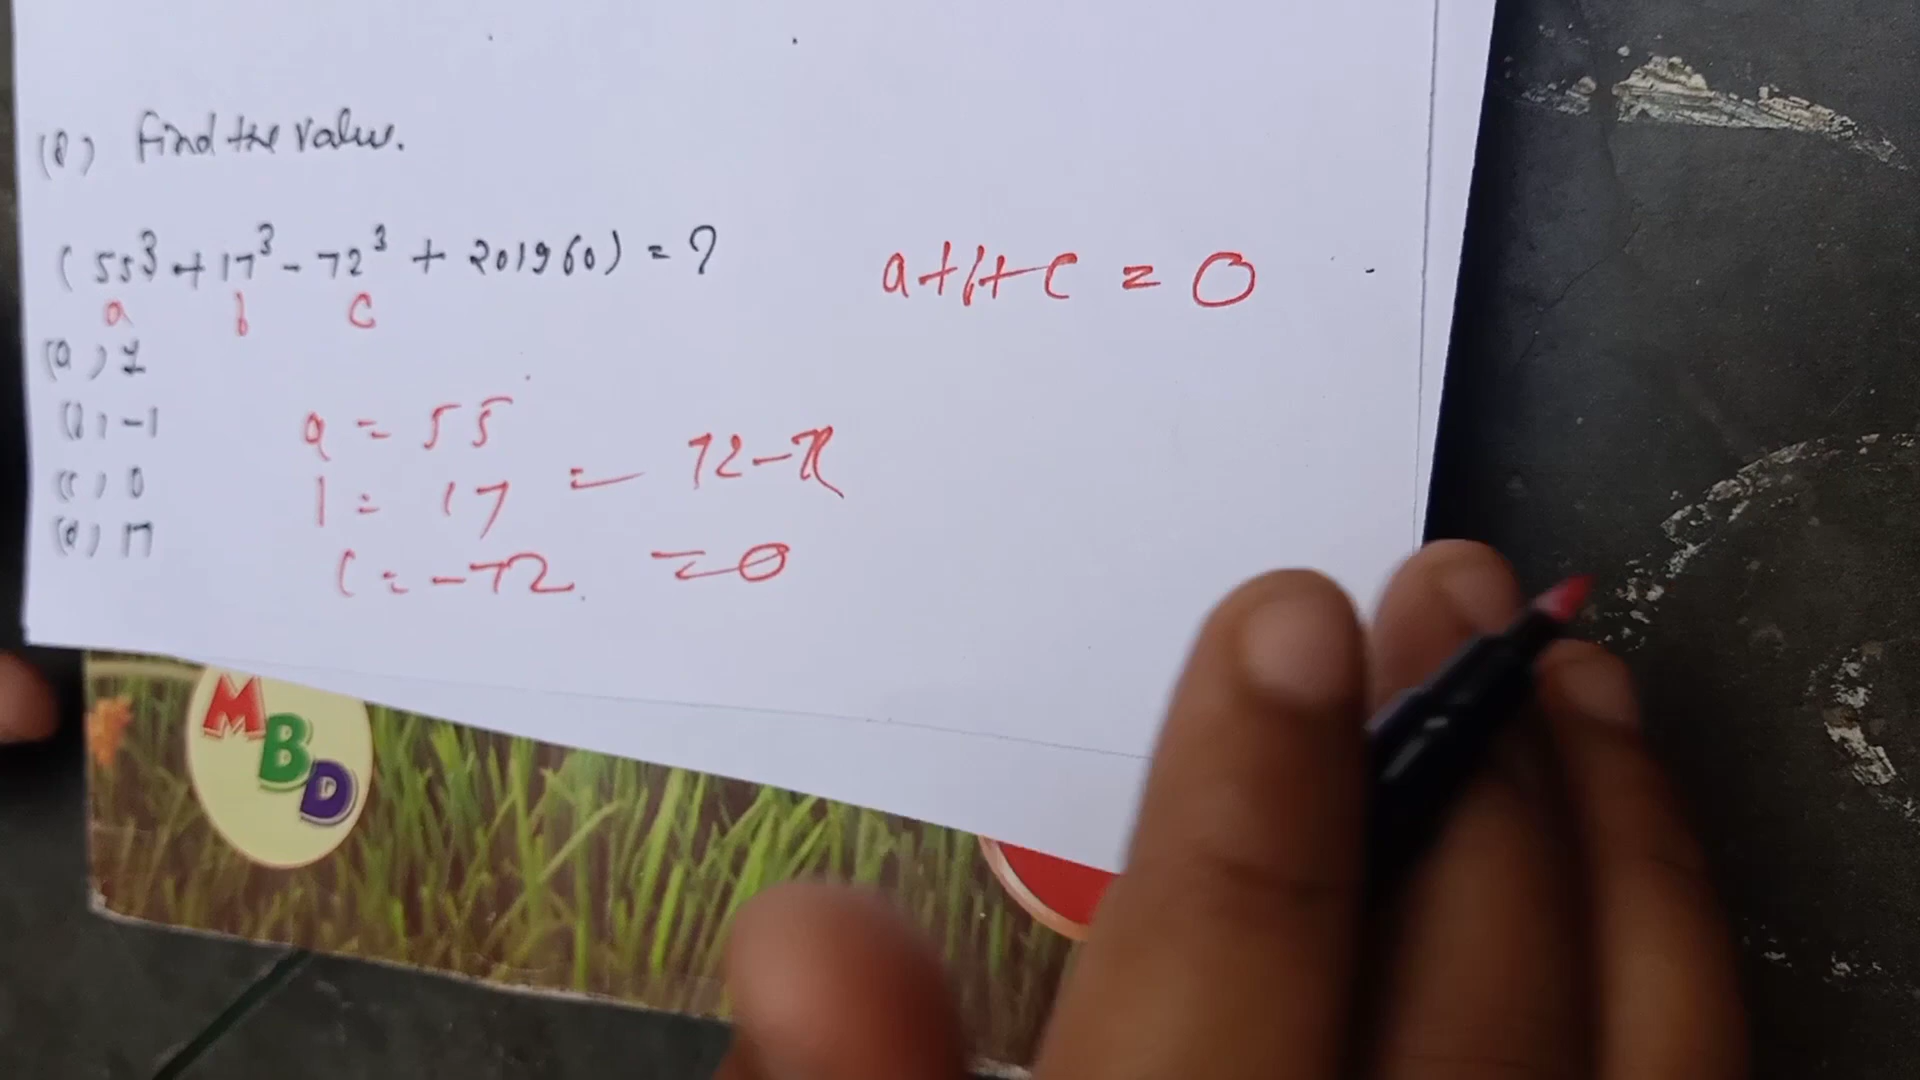 (Q) Find the value.
(55³ + 17³ - 72³ + 201960) = ?
a b c
a+b+c = 0
(a) 1
(b) -1
(c) 0
(d) 17
a = 55
b = 17
c = -72
= 72-72
= 0
MBD